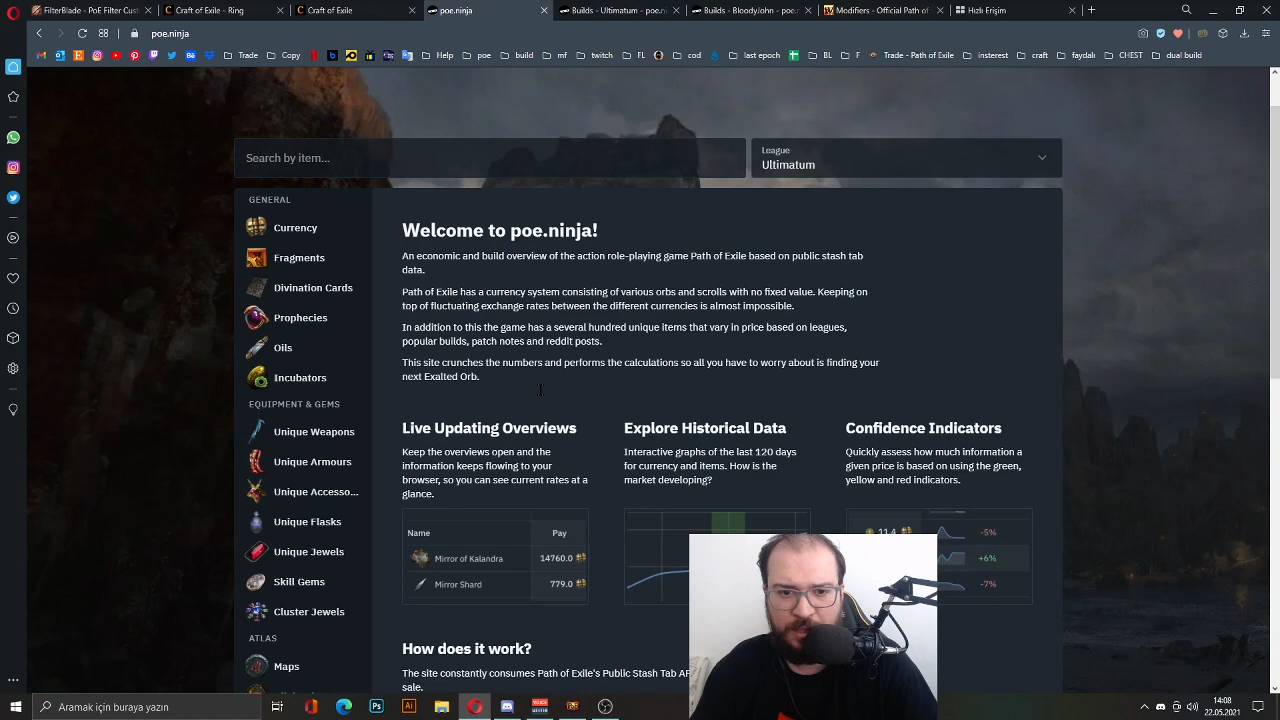 FilterBlade - PoE Filter Cust
Craft of Exile - Ring
Craft of Exile
poe.ninja
Builds - Ultimatum - poe.ni
Builds - BloodyJohn - poe.n
Modifiers - Official Path of
Hızlı Erişim
poe.ninja
Trade
Copy
Help
poe
build
mf
twitch
FL
cod
last epoch
BL
F
Trade - Path of Exile
insterest
craft
faydalı
CHEST
dual build
Search by item...
League
Ultimatum
GENERAL
Currency
Fragments
Divination Cards
Prophecies
Oils
Incubators
EQUIPMENT & GEMS
Unique Weapons
Unique Armours
Unique Accesso...
Unique Flasks
Unique Jewels
Skill Gems
Cluster Jewels
ATLAS
Maps
Welcome to poe.ninja!
An economic and build overview of the action role-playing game Path of Exile based on public stash tab
data.
Path of Exile has a currency system consisting of various orbs and scrolls with no fixed value. Keeping on
top of fluctuating exchange rates between the different currencies is almost impossible.
In addition to this the game has a several hundred unique items that vary in price based on leagues,
popular builds, patch notes and reddit posts.
This site crunches the numbers and performs the calculations so all you have to worry about is finding your
next Exalted Orb.
Live Updating Overviews
Keep the overviews open and the
information keeps flowing to your
browser, so you can see current rates at a
glance.
Name Pay
Mirror of Kalandra 14760.0
Mirror Shard 779.0
Explore Historical Data
Interactive graphs of the last 120 days
for currency and items. How is the
market developing?
Confidence Indicators
Quickly assess how much information a
given price is based on using the green,
yellow and red indicators.
11.4 -5%
+6%
-7%
How does it work?
The site constantly consumes Path of Exile's Public Stash Tab AP
sale.
Aramak için buraya yazın
14:08
22.05.2021